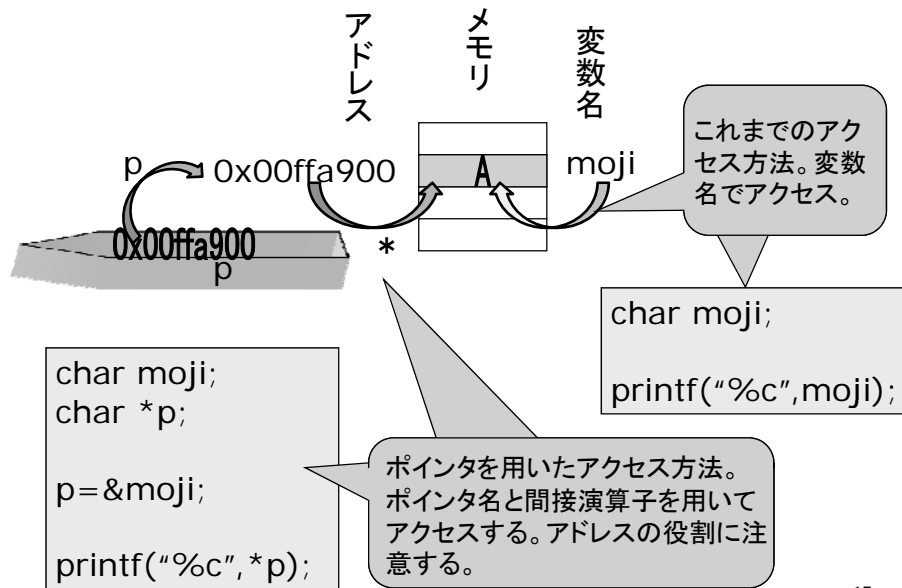 アドレス
メモリ
変数名
p
0x00ffa900
A
moji
*
0x00ffa900
p
これまでのアク
セス方法。変数
名でアクセス。
char moji;
printf(“%c”,moji);
char moji;
char *p;
p=&moji;
printf(“%c”,*p);
ポインタを用いたアクセス方法。
ポインタ名と間接演算子を用いて
アクセスする。アドレスの役割に注
意する。